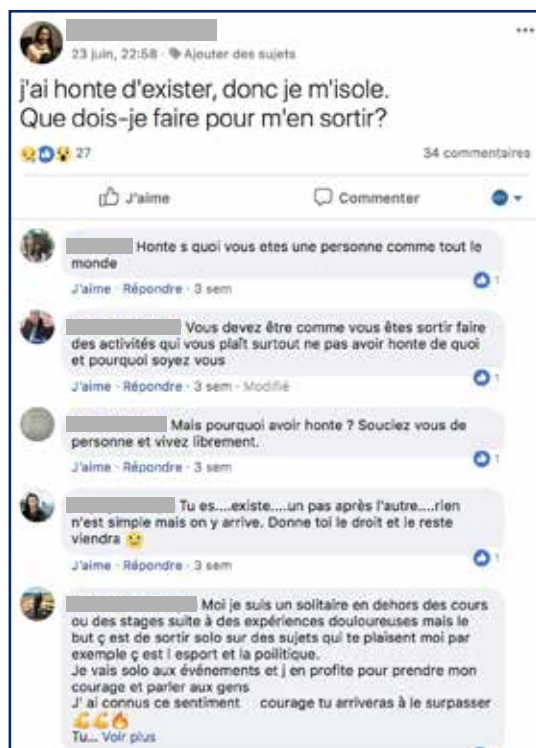 23 juin, 22:58 · Ajouter des sujets
j'ai honte d'exister, donc je m'isole.
Que dois-je faire pour m'en sortir?
27
34 commentaires
J'aime
Commenter
Honte s quoi vous etes une personne comme tout le
monde
J'aime · Répondre · 3 sem
1
Vous devez être comme vous êtes sortir faire
des activités qui vous plaît surtout ne pas avoir honte de quoi
et pourquoi soyez vous
J'aime · Répondre · 3 sem · Modifié
1
Mais pourquoi avoir honte ? Souciez vous de
personne et vivez librement.
J'aime · Répondre · 3 sem
1
Tu es....existe....un pas après l'autre....rien
n'est simple mais on y arrive. Donne toi le droit et le reste
viendra
J'aime · Répondre · 3 sem
1
Moi je suis un solitaire en dehors des cours
ou des stages suite à des expériences douloureuses mais le
but ç est de sortir solo sur des sujets qui te plaisent moi par
exemple ç est l esport et la poilitique.
Je vais solo aux événements et j en profite pour prendre mon
courage et parler aux gens
J' ai connus ce sentiment courage tu arriveras à le surpasser
Tu... Voir plus